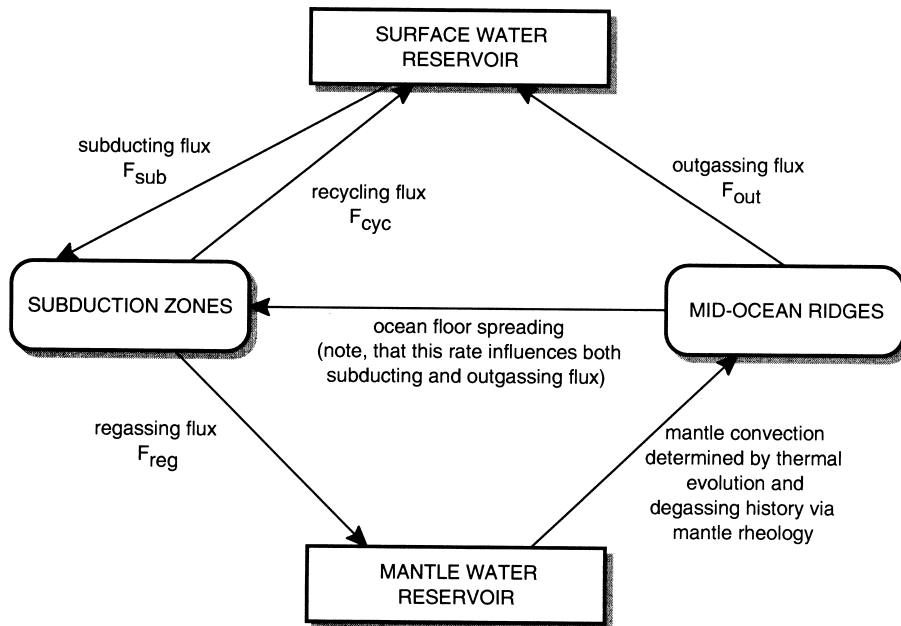 SURFACE WATER
RESERVOIR
subducting flux
Fsub
recycling flux
Fcyc
outgassing flux
Fout
SUBDUCTION ZONES
MID-OCEAN RIDGES
ocean floor spreading
(note, that this rate influences both
subducting and outgassing flux)
regassing flux
Freg
mantle convection
determined by thermal
evolution and
degassing history via
mantle rheology
MANTLE WATER
RESERVOIR